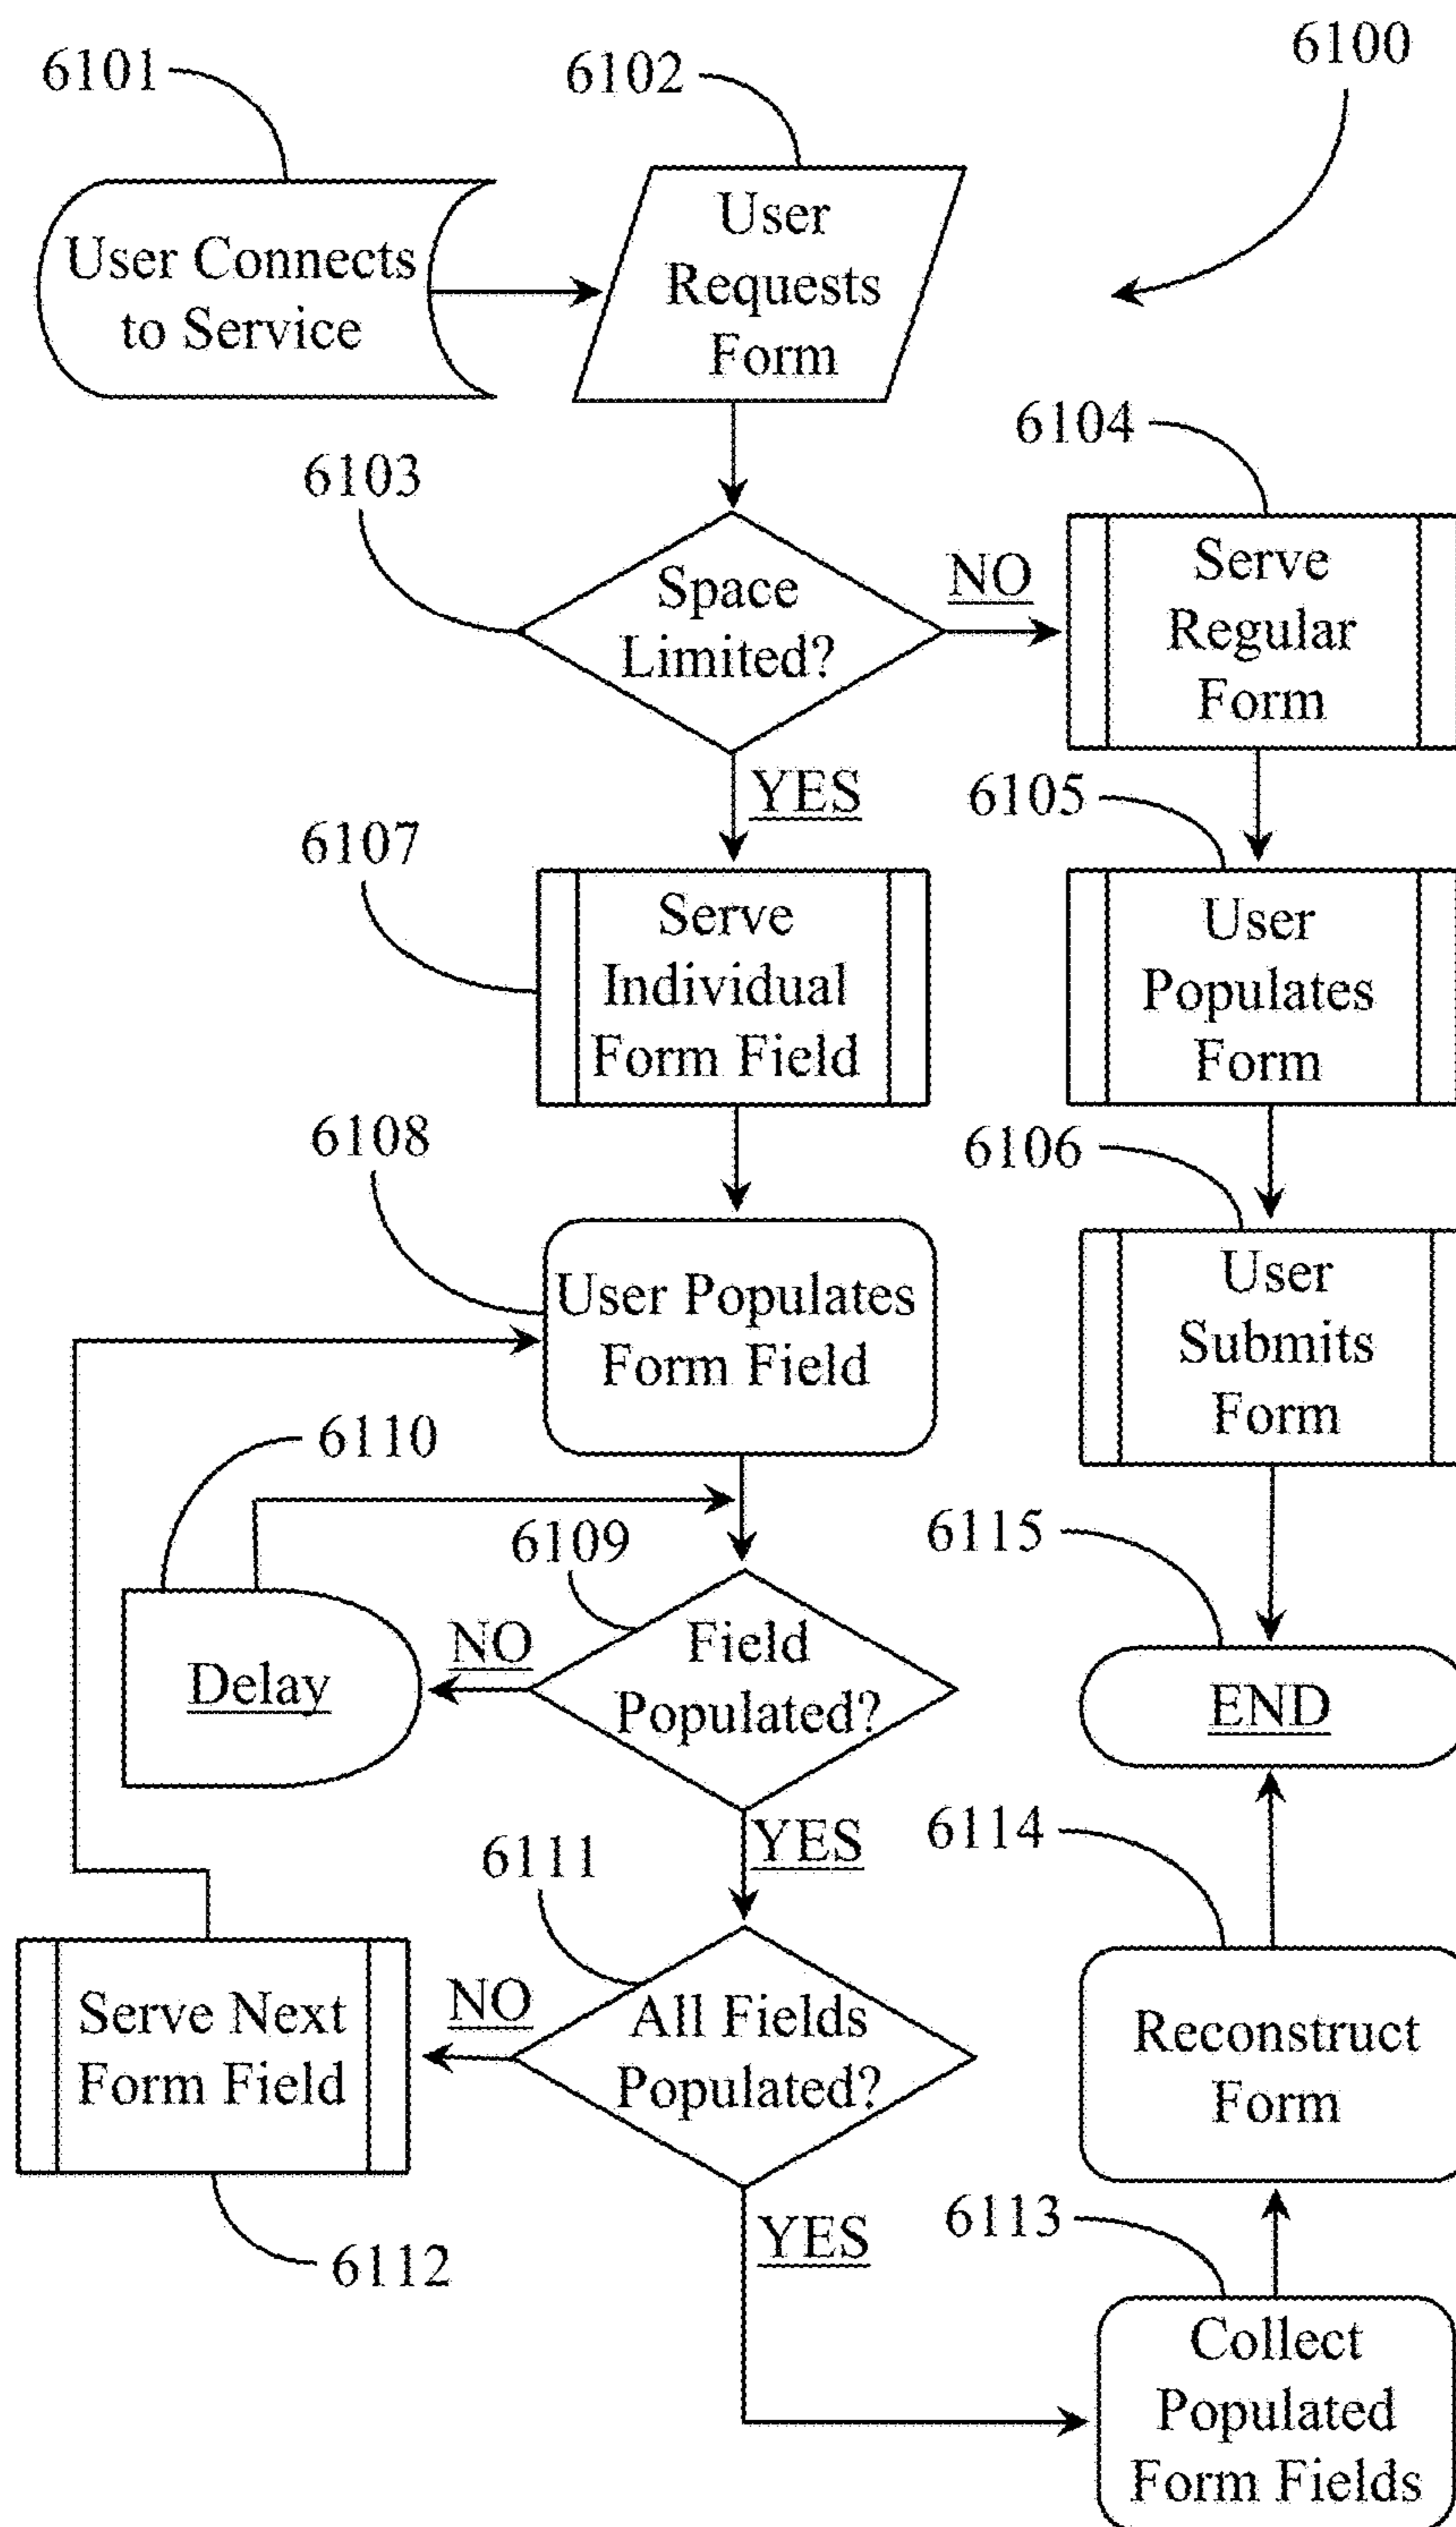 6100
6101
6102
User Connects
to Service
User
Requests
Form
6103
Space
Limited?
NO
YES
6104
Serve
Regular
Form
6105
User
Populates
Form
6106
User
Submits
Form
6107
Serve
Individual
Form Field
6108
User Populates
Form Field
6110
Delay
6109
Field
Populated?
NO
YES
6111
All Fields
Populated?
NO
YES
Serve Next
Form Field
6112
6113
Collect
Populated
Form Fields
6114
Reconstruct
Form
6115
END